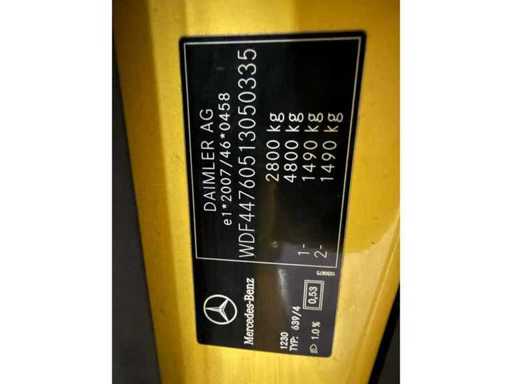 DAIMLER AG
e1*2007/46*0458
WDF44760513050335
2800 kg
4800 kg
1- 1490 kg
2- 1490 kg
Mercedes-Benz
1230
TYP: 639/4
0,53
1.0 %